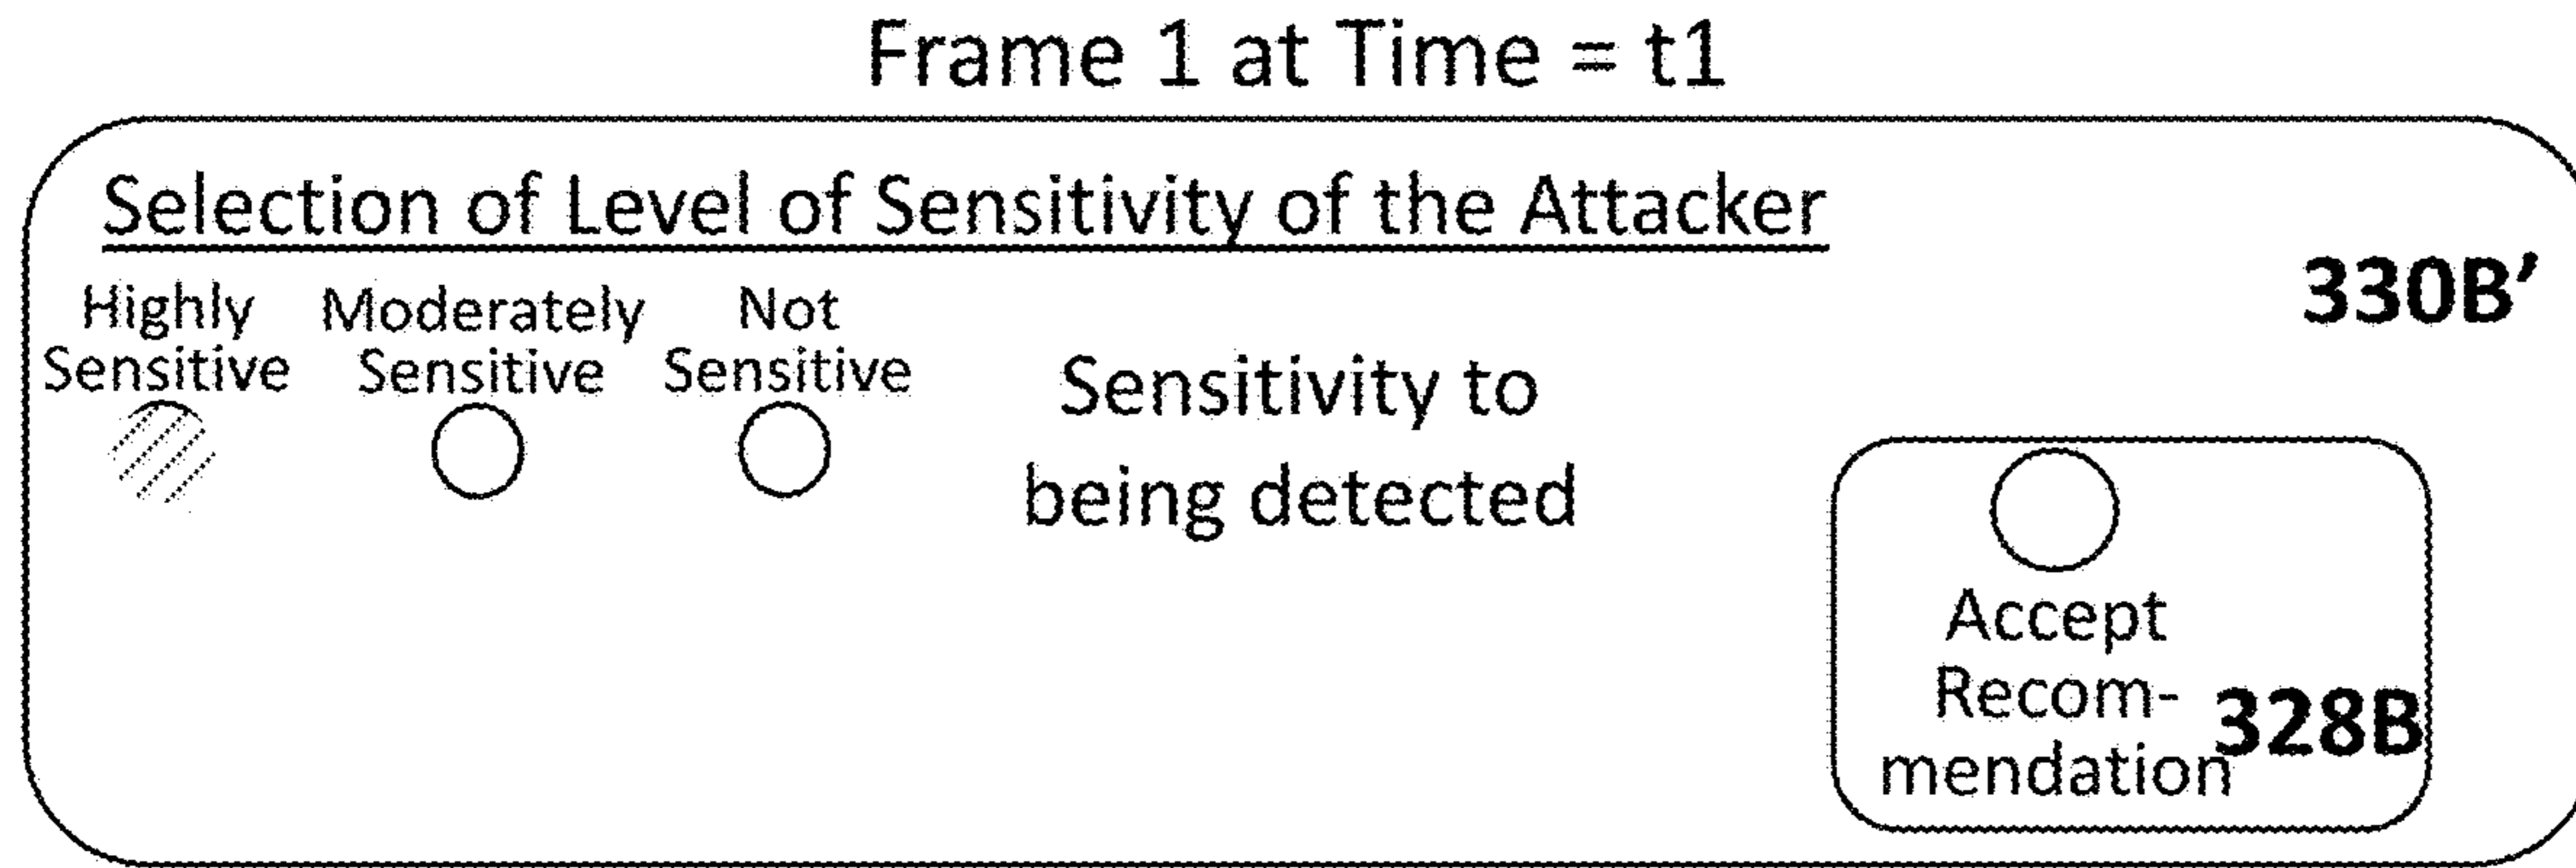 Frame 1 at Time = t1
Selection of Level of Sensitivity of the Attacker
330B’
Highly Moderately Not
Sensitive Sensitive Sensitive
Sensitivity to
being detected
Accept
Recom-
mendation
328B